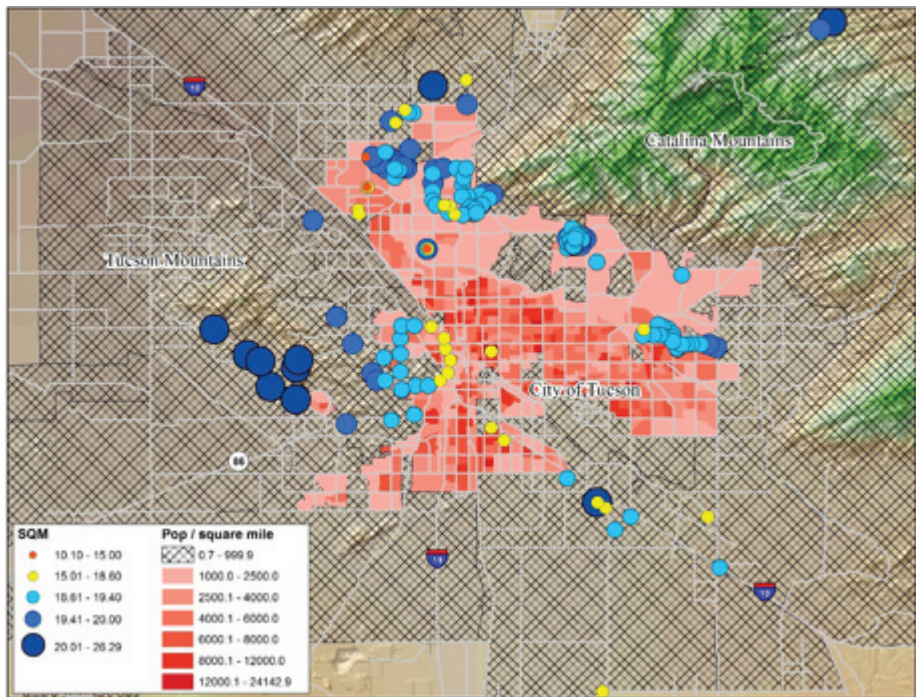 10
Catalina Mountains
Tucson Mountains
City of Tucson
86
19
10
SQM
10.10 - 15.00
15.01 - 18.60
18.61 - 19.40
19.41 - 20.00
20.01 - 26.29
Pop / square mile
0.7 - 999.9
1000.0 - 2500.0
2500.1 - 4000.0
4000.1 - 6000.0
6000.1 - 8000.0
8000.1 - 12000.0
12000.1 - 24142.9